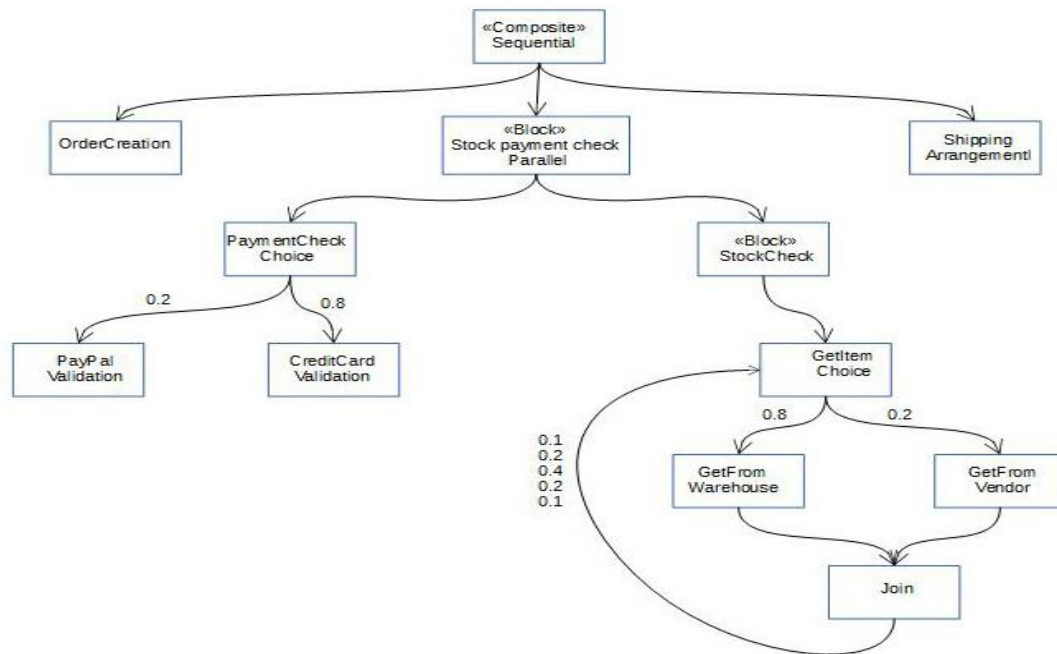 «Composite»
Sequential
OrderCreation
«Block»
Stock payment check
Parallel
Shipping
Arrangementl
PaymentCheck
Choice
«Block»
StockCheck
0.2
0.8
PayPal
Validation
CreditCard
Validation
GetItem
Choice
0.8
0.2
0.1
0.2
0.4
0.2
0.1
GetFrom
Warehouse
GetFrom
Vendor
Join